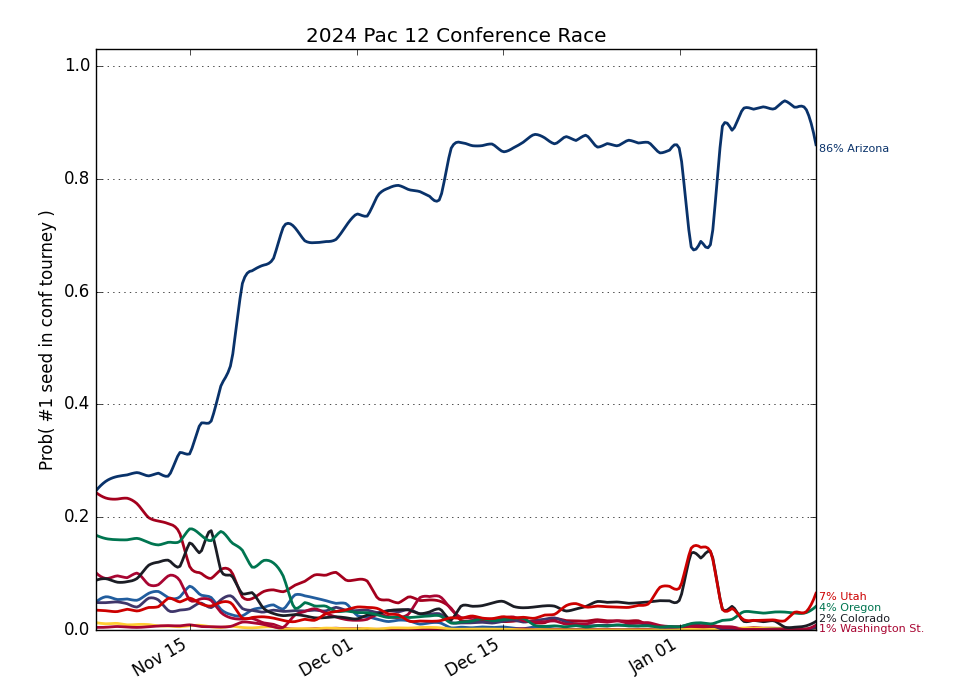 2024 Pac 12 Conference Race
Prob( #1 seed in conf tourney )
1.0
0.8
0.6
0.4
0.2
0.0
Nov 15
Dec 01
Dec 15
Jan 01
86% Arizona
7% Utah
4% Oregon
2% Colorado
1% Washington St.